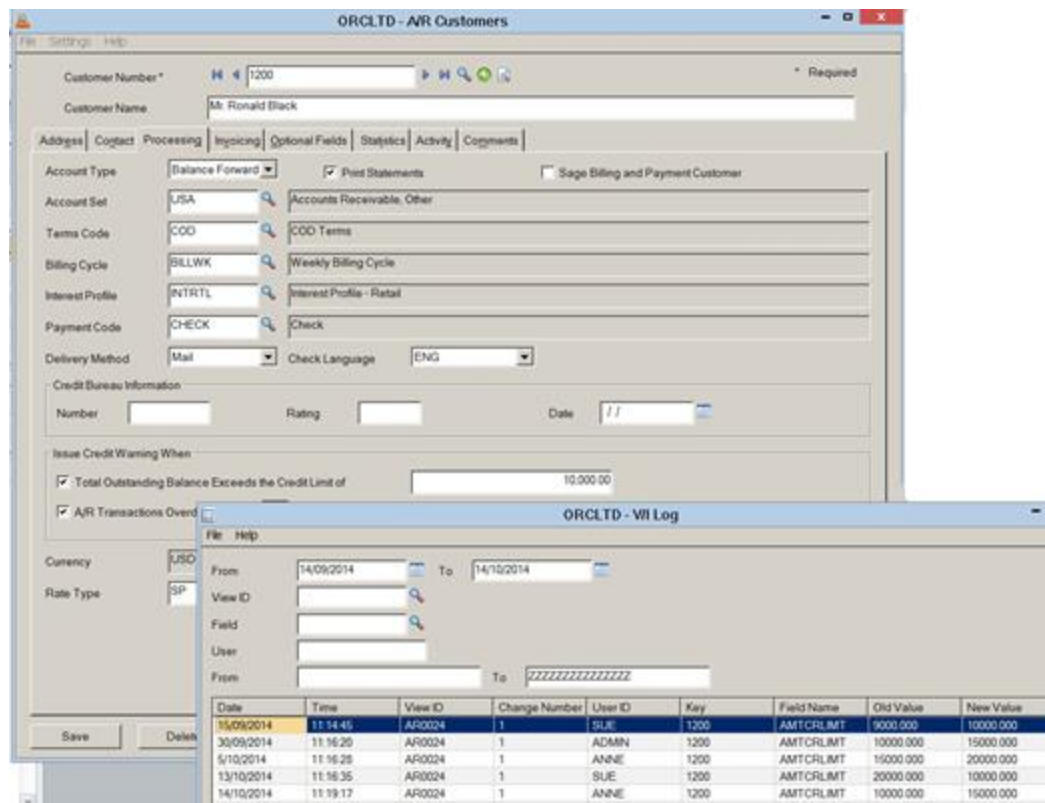 ORCLTD - A/R Customers
File Settings Help
Customer Number * 1200 * Required
Customer Name Mr. Ronald Black
Address Contact Processing Invoicing Optional Fields Statistics Activity Comments
Account Type Balance Forward Print Statements Sage Billing and Payment Customer
Account Set USA Accounts Receivable, Other
Terms Code COD COD Terms
Billing Cycle BILLWK Weekly Billing Cycle
Interest Profile INTRTL Interest Profile - Retail
Payment Code CHECK Check
Delivery Method Mail Check Language ENG
Credit Bureau Information
Number Rating Date / /
Issue Credit Warning When
Total Outstanding Balance Exceeds the Credit Limit of 10,000.00
A/R Transactions Overd
Currency USD
Rate Type SP
Save Delet
ORCLTD - VI Log
File Help
From 14/09/2014 To 14/10/2014
View ID
Field
User
From To ZZZZZZZZZZZZZZZ
Date Time View ID Change Number User ID Key Field Name Old Value New Value
15/09/2014 11:14:45 AR0024 1 SUE 1200 AMTCRLIMT 9000.000 10000.000
30/09/2014 11:16:20 AR0024 1 ADMIN 1200 AMTCRLIMT 10000.000 15000.000
5/10/2014 11:16:28 AR0024 1 ANNE 1200 AMTCRLIMT 15000.000 20000.000
13/10/2014 11:16:35 AR0024 1 SUE 1200 AMTCRLIMT 20000.000 10000.000
14/10/2014 11:19:17 AR0024 1 ANNE 1200 AMTCRLIMT 10000.000 15000.000